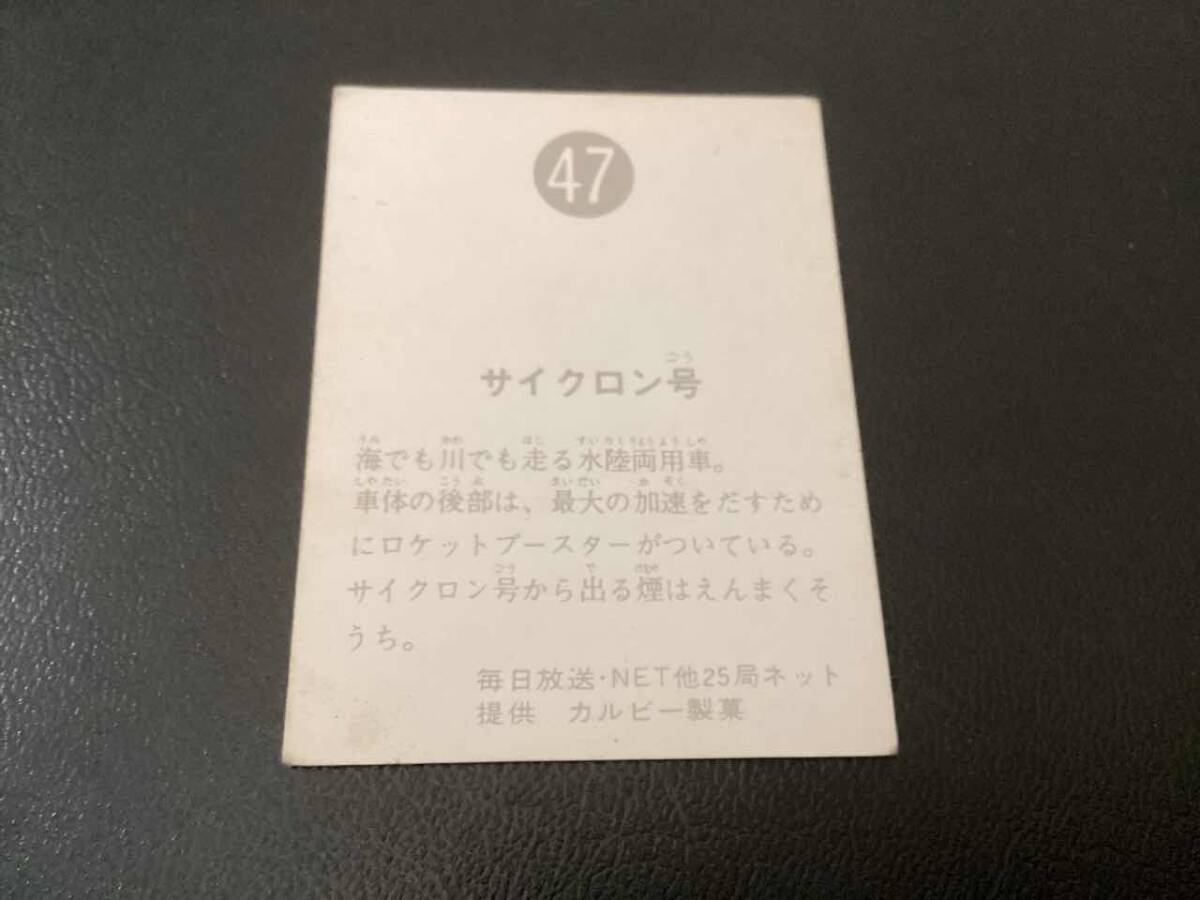 47
サイクロン号
海でも川でも走る水陸両用車。
車体の後部は、最大の加速をだすため
にロケットブースターがついている。
サイクロン号から出る煙はえんまくそ
うち。
毎日放送・NET他25局ネット
提供　カルビー製菓